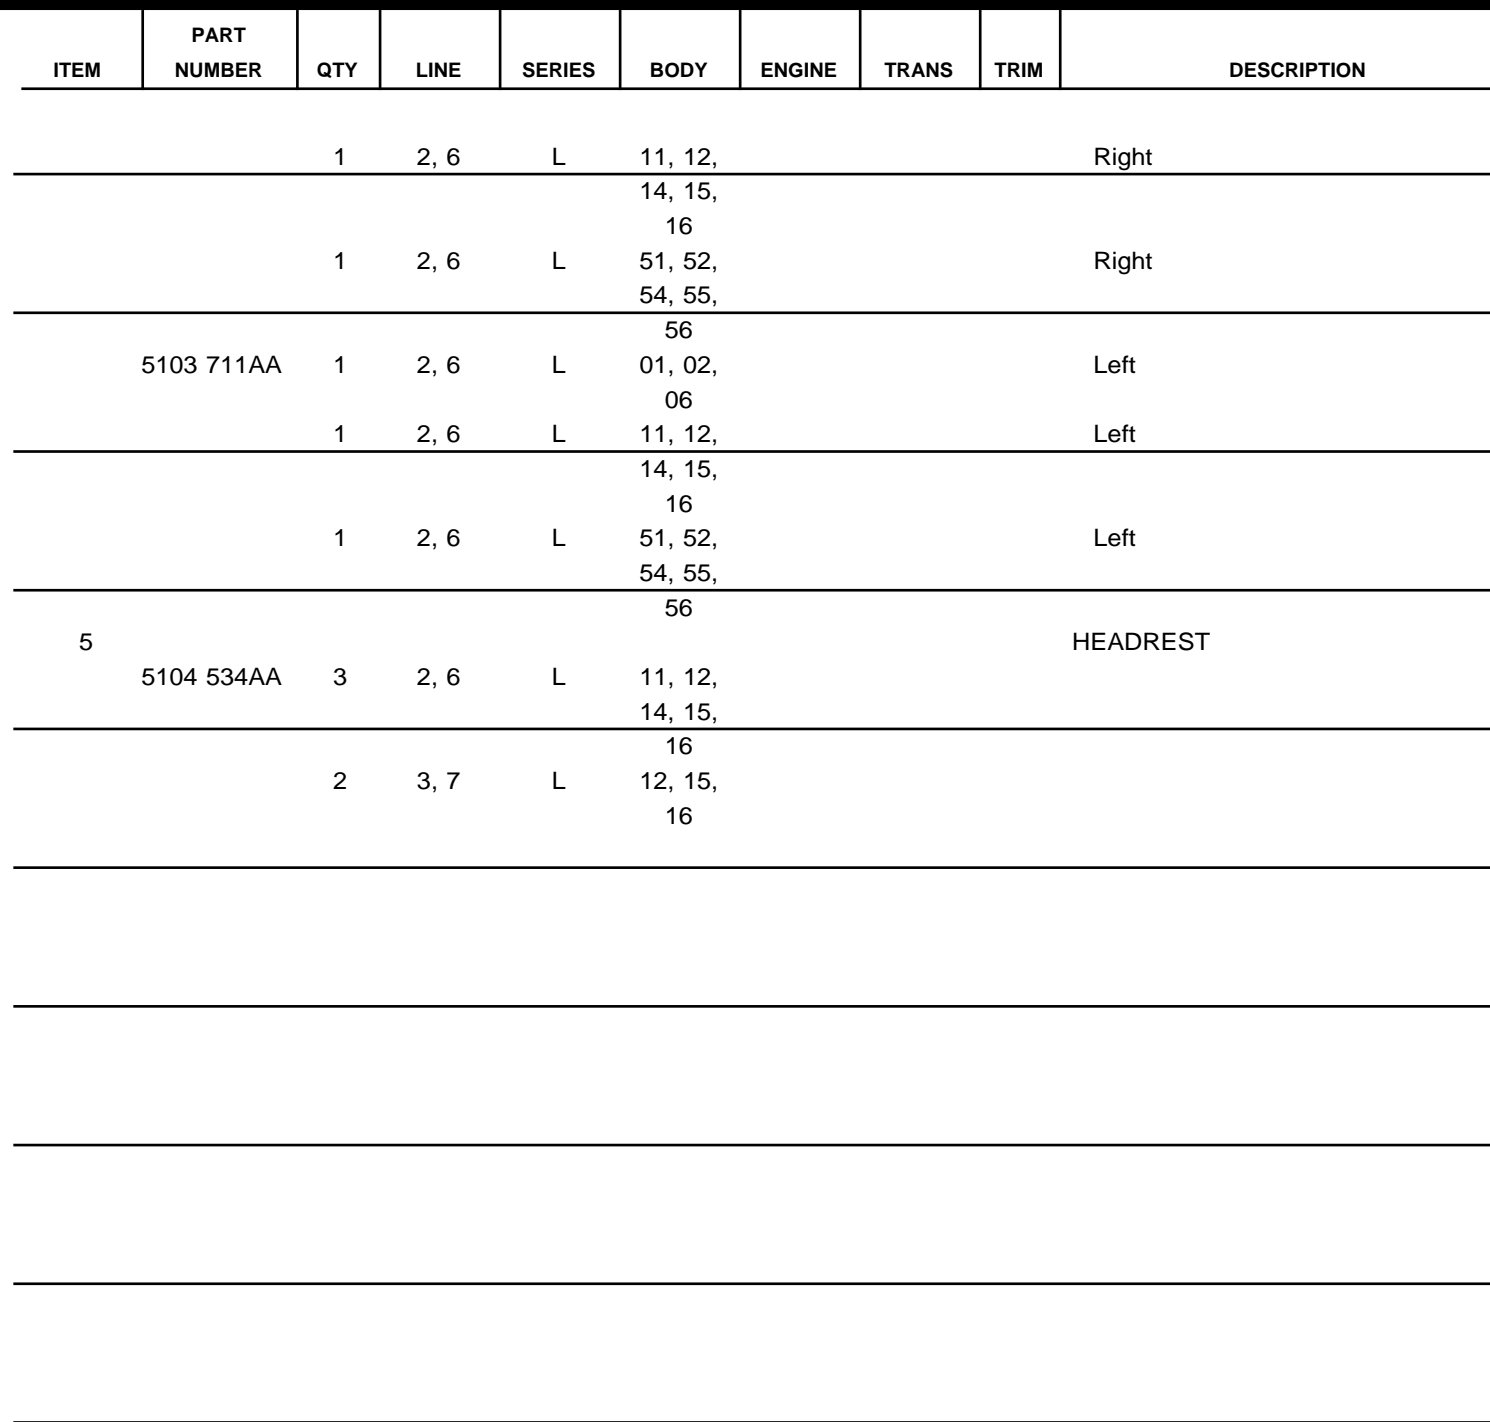 PART
ITEM NUMBER QTY LINE SERIES BODY ENGINE TRANS TRIM DESCRIPTION
1 2, 6 L 11, 12, Right
14, 15,
16
1 2, 6 L 51, 52, Right
54, 55,
56
5103 711AA 1 2, 6 L 01, 02, Left
06
1 2, 6 L 11, 12, Left
14, 15,
16
1 2, 6 L 51, 52, Left
54, 55,
56
5 HEADREST
5104 534AA 3 2, 6 L 11, 12,
14, 15,
16
2 3, 7 L 12, 15,
16